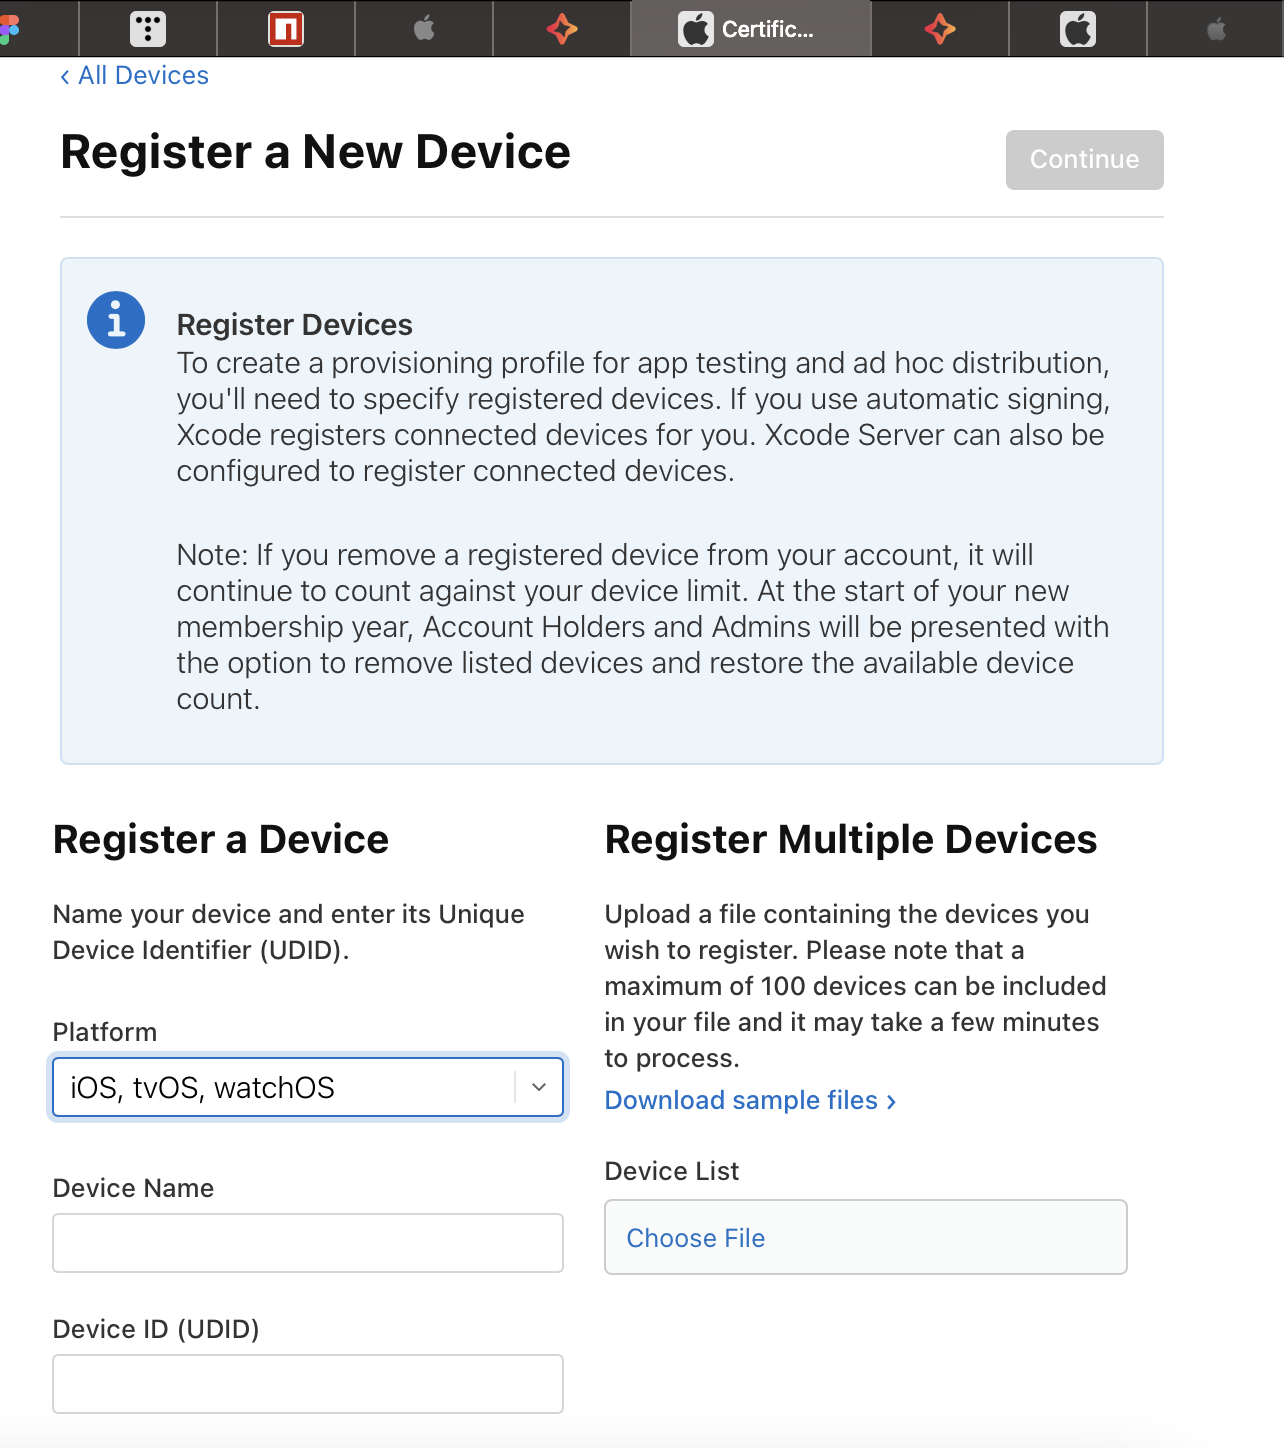 Certific...
‹ All Devices
Register a New Device
Continue
Register Devices
To create a provisioning profile for app testing and ad hoc distribution,
you'll need to specify registered devices. If you use automatic signing,
Xcode registers connected devices for you. Xcode Server can also be
configured to register connected devices.
Note: If you remove a registered device from your account, it will
continue to count against your device limit. At the start of your new
membership year, Account Holders and Admins will be presented with
the option to remove listed devices and restore the available device
count.
Register a Device
Name your device and enter its Unique
Device Identifier (UDID).
Platform
iOS, tvOS, watchOS
Device Name
Device ID (UDID)
Register Multiple Devices
Upload a file containing the devices you
wish to register. Please note that a
maximum of 100 devices can be included
in your file and it may take a few minutes
to process.
Download sample files ›
Device List
Choose File